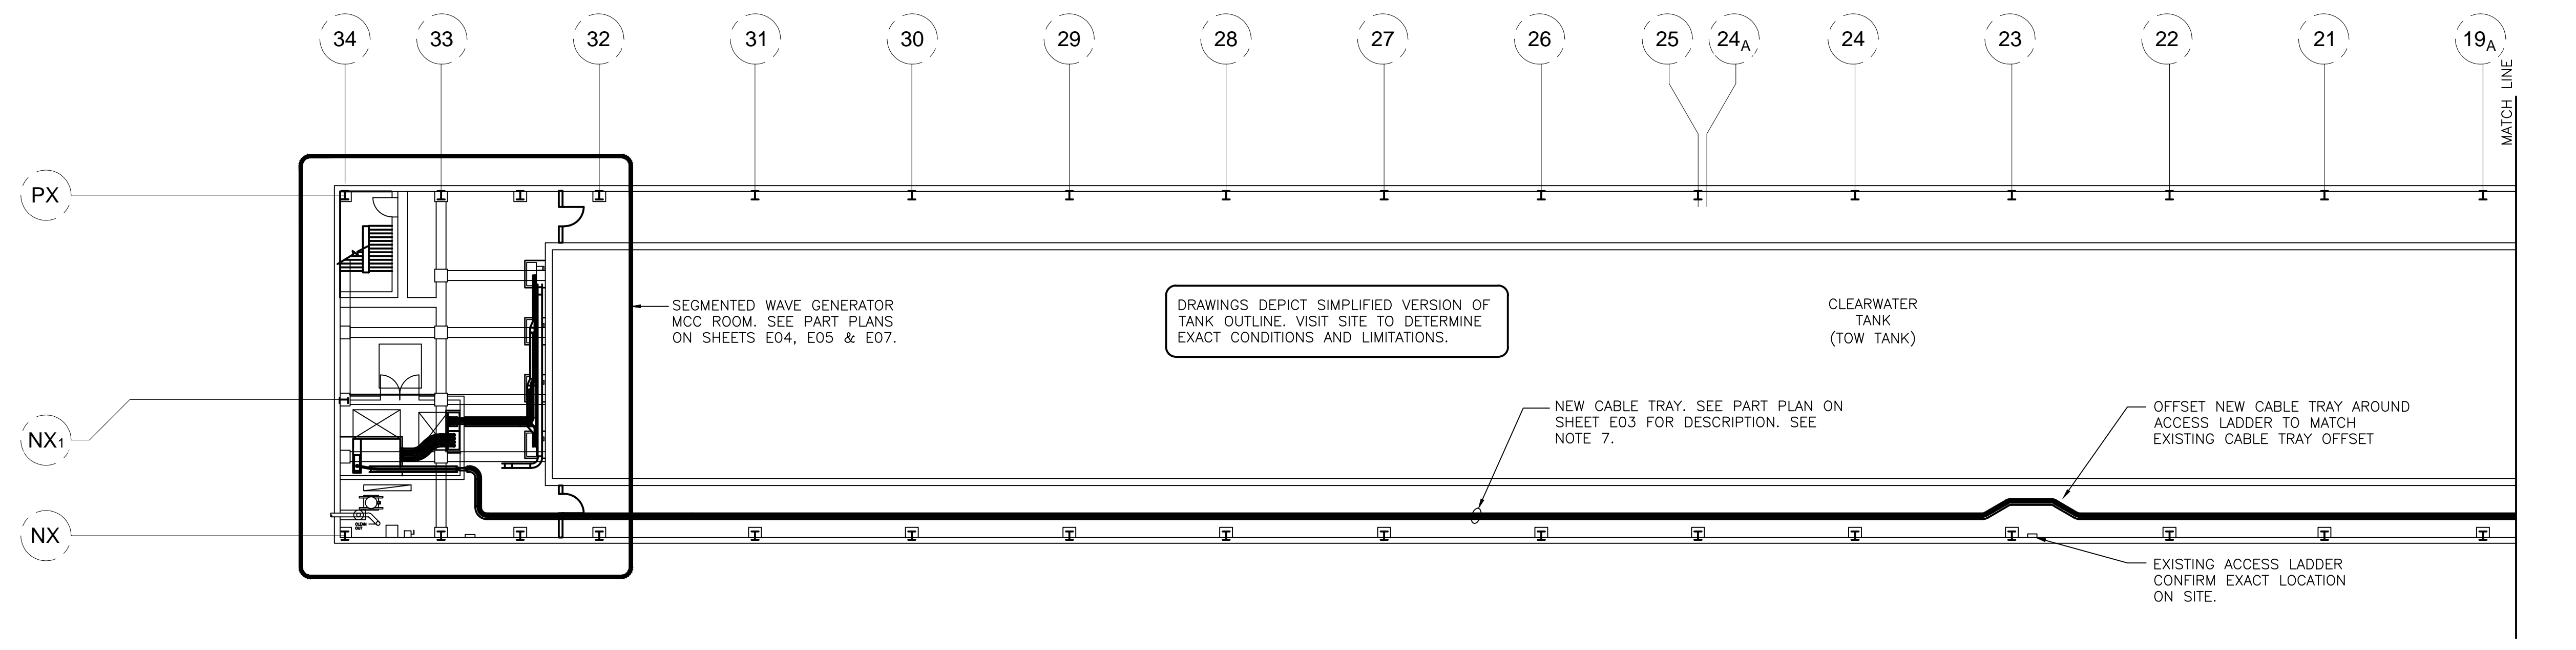 34
33
32
31
30
29
28
27
26
25
24A
24
23
22
21
19A
MATCH LINE
PX
SEGMENTED WAVE GENERATOR
MCC ROOM. SEE PART PLANS
ON SHEETS E04, E05 & E07.
DRAWINGS DEPICT SIMPLIFIED VERSION OF
TANK OUTLINE. VISIT SITE TO DETERMINE
EXACT CONDITIONS AND LIMITATIONS.
CLEARWATER
TANK
(TOW TANK)
NEW CABLE TRAY. SEE PART PLAN ON
SHEET E03 FOR DESCRIPTION. SEE
NOTE 7.
OFFSET NEW CABLE TRAY AROUND
ACCESS LADDER TO MATCH
EXISTING CABLE TRAY OFFSET
NX1
CLEAN
OUT
NX
EXISTING ACCESS LADDER
CONFIRM EXACT LOCATION
ON SITE.